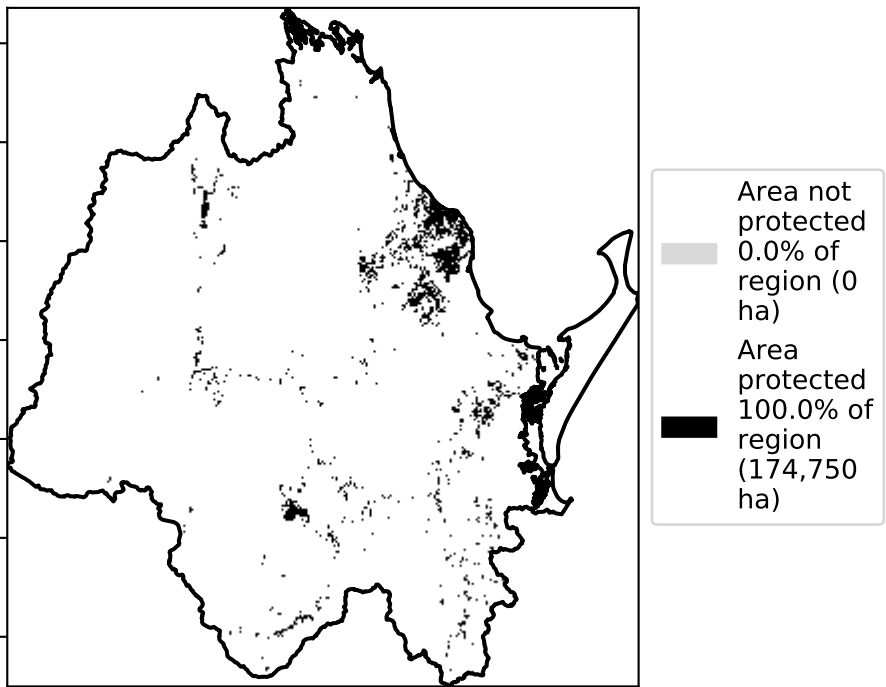 Area not
protected
0.0% of
region (0
ha)
Area
protected
100.0% of
region
(174,750
ha)